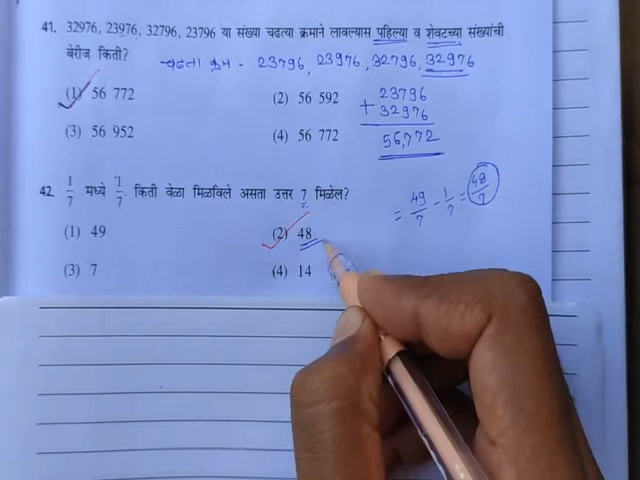 41. 32976, 23976, 32796, 23796 या संख्या चढत्या क्रमाने लावल्यास पहिल्या व शेवटच्या संख्यांची
बेरीज किती?
चढता क्रम - 23796, 23976, 32796, 32976
(1) 56 772
(2) 56 592
(3) 56 952
(4) 56 772
23796
+ 32976
56,772
42. 1/7 मध्ये 1/7 किती वेळा मिळविले असता उत्तर 7 मिळेल?
= 49/7 - 1/7 = 48/7
(1) 49
(2) 48
(3) 7
(4) 14